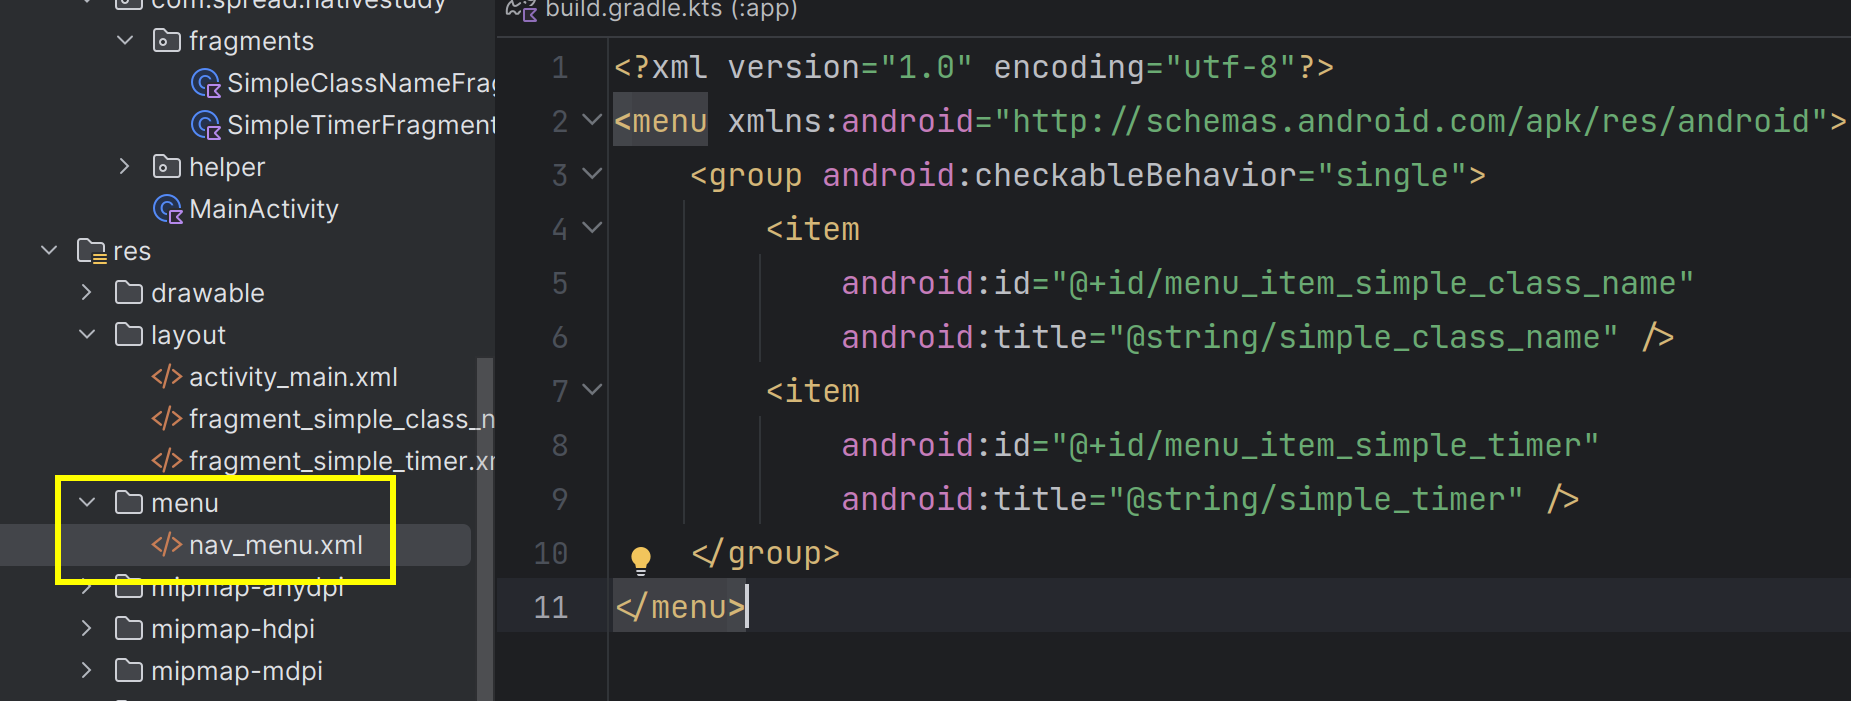 com.spread.nativestudy
fragments
SimpleClassNameFrag
SimpleTimerFragment
helper
MainActivity
res
drawable
layout
activity_main.xml
fragment_simple_class_n
fragment_simple_timer.xm
menu
nav_menu.xml
mipmap-anydpi
mipmap-hdpi
mipmap-mdpi
build.gradle.kts (:app)
1 <?xml version="1.0" encoding="utf-8"?>
2 <menu xmlns:android="http://schemas.android.com/apk/res/android">
3 <group android:checkableBehavior="single">
4 <item
5 android:id="@+id/menu_item_simple_class_name"
6 android:title="@string/simple_class_name" />
7 <item
8 android:id="@+id/menu_item_simple_timer"
9 android:title="@string/simple_timer" />
10 </group>
11 </menu>